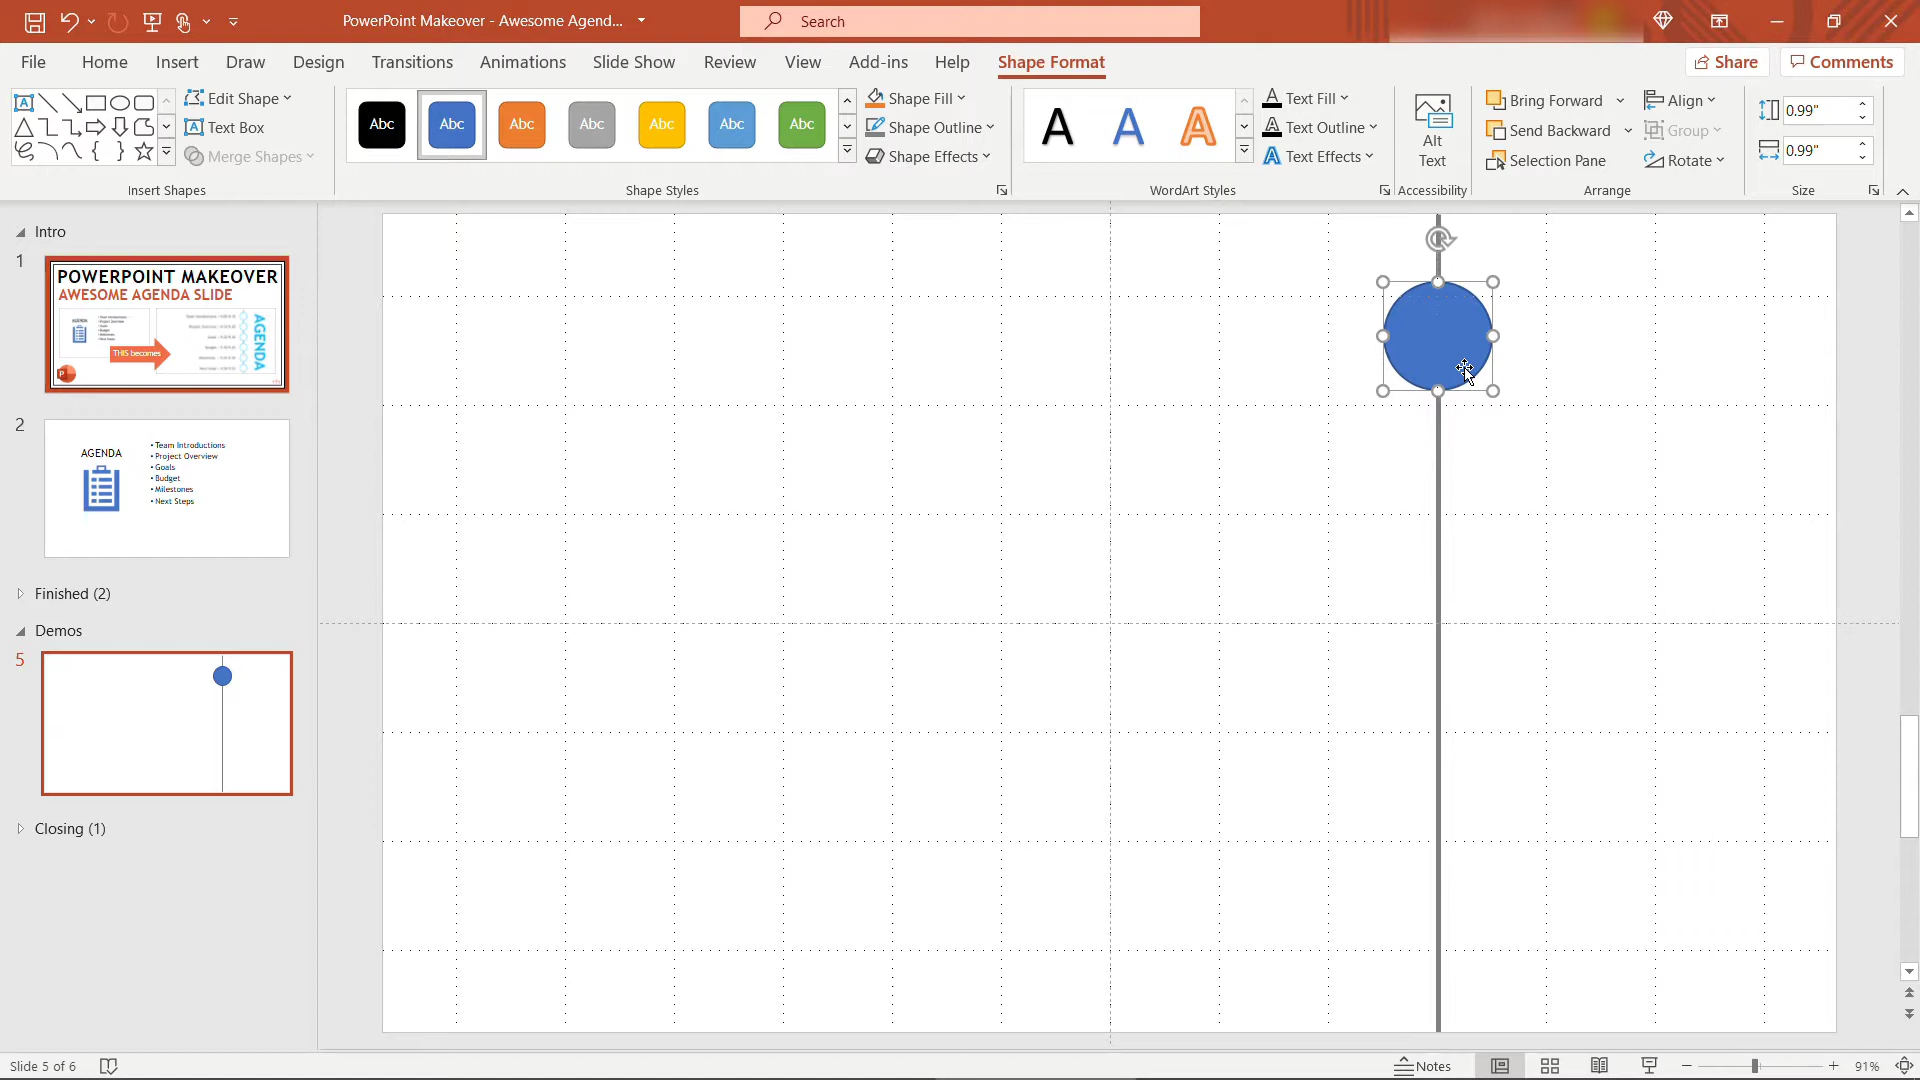 PowerPoint Makeover - Awesome Agend...
Search
File Home Insert Draw Design Transitions Animations Slide Show Review View Add-ins Help Shape Format
Share
Comments
Edit Shape
Text Box
Merge Shapes
Insert Shapes
Abc Abc Abc Abc Abc Abc Abc
Shape Fill
Shape Outline
Shape Effects
Shape Styles
A A A
Text Fill
Text Outline
Text Effects
WordArt Styles
Alt
Text
Accessibility
Bring Forward
Send Backward
Selection Pane
Align
Group
Rotate
Arrange
0.99"
0.99"
Size
Intro
1
POWERPOINT MAKEOVER
AWESOME AGENDA SLIDE
THIS becomes
AGENDA
2
AGENDA
• Team Introductions
• Project Overview
• Goals
• Budget
• Milestones
• Next Steps
Finished (2)
Demos
5
Closing (1)
Slide 5 of 6
Notes
91%